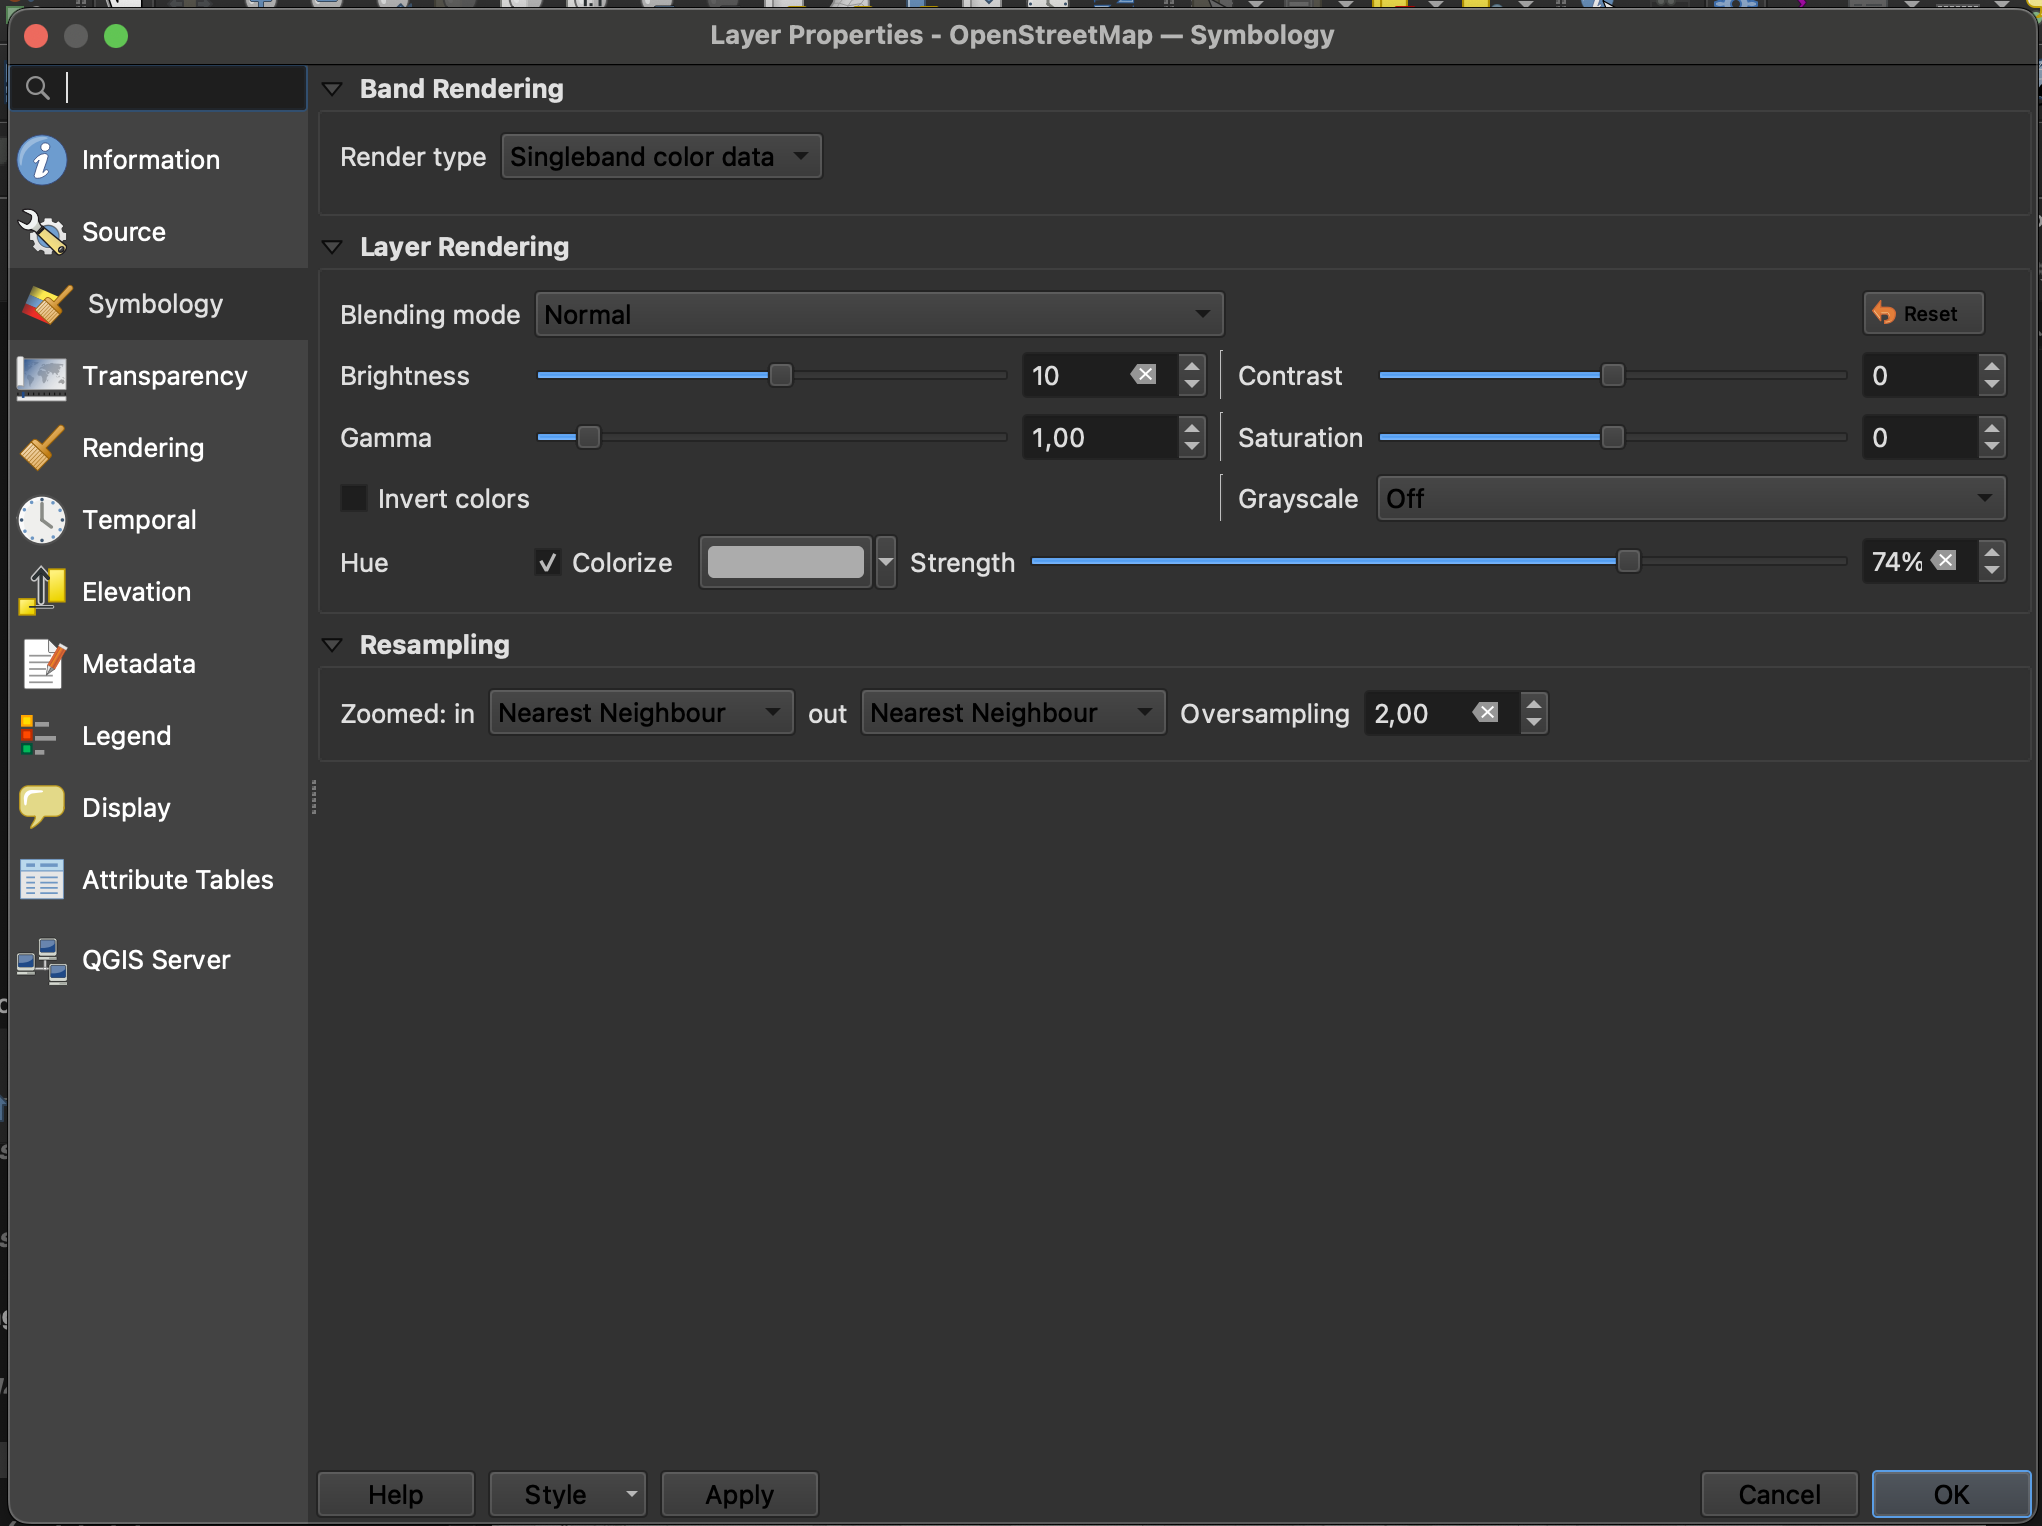 Layer Properties - OpenStreetMap — Symbology
Information
Source
Symbology
Transparency
Rendering
Temporal
Elevation
Metadata
Legend
Display
Attribute Tables
QGIS Server
Band Rendering
Render type Singleband color data
Layer Rendering
Blending mode Normal Reset
Brightness 10 Contrast 0
Gamma 1,00 Saturation 0
Invert colors Grayscale Off
Hue Colorize Strength 74%
Resampling
Zoomed: in Nearest Neighbour out Nearest Neighbour Oversampling 2,00
Help Style Apply Cancel OK